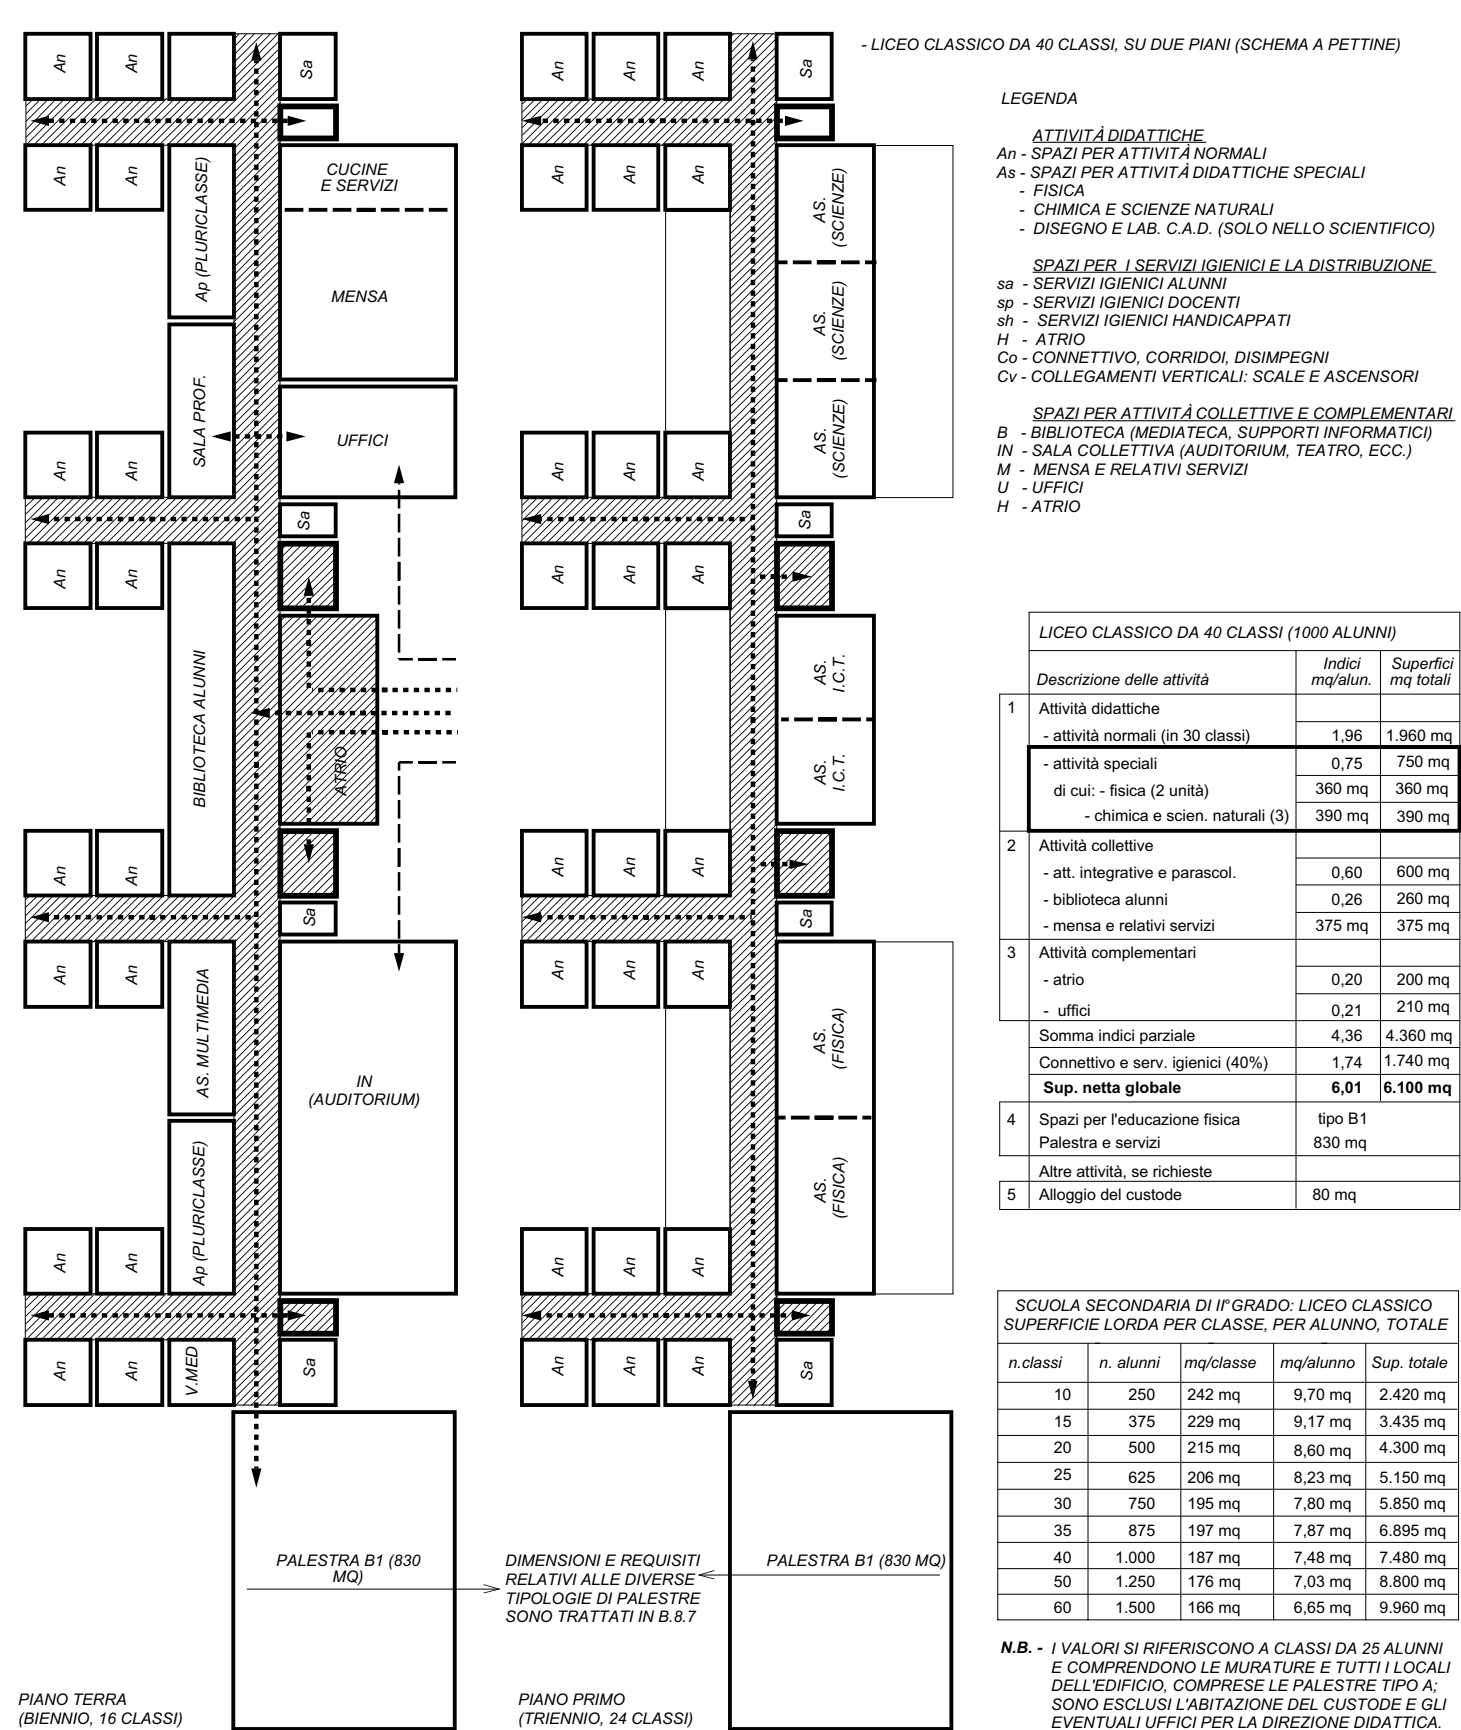 - LICEO CLASSICO DA 40 CLASSI, SU DUE PIANI (SCHEMA A PETTINE)
An
An
Sa
An
An
Ap (PLURICLASSE)
CUCINE
E SERVIZI
MENSA
SALA PROF.
UFFICI
An
An
Sa
An
An
BIBLIOTECA ALUNNI
ATRIO
An
An
Sa
An
An
AS. MULTIMEDIA
IN
(AUDITORIUM)
Ap (PLURICLASSE)
An
An
An
An
V.MED
Sa
PALESTRA B1 (830
MQ)
PIANO TERRA
(BIENNIO, 16 CLASSI)
An
An
An
Sa
An
An
An
AS.
(SCIENZE)
AS.
(SCIENZE)
AS.
(SCIENZE)
An
An
An
Sa
An
An
An
AS.
I.C.T.
AS.
I.C.T.
An
An
An
Sa
An
An
An
AS.
(FISICA)
AS.
(FISICA)
An
An
An
An
An
An
Sa
PALESTRA B1 (830 MQ)
DIMENSIONI E REQUISITI
RELATIVI ALLE DIVERSE
TIPOLOGIE DI PALESTRE
SONO TRATTATI IN B.8.7
PIANO PRIMO
(TRIENNIO, 24 CLASSI)
LEGENDA
ATTIVITÀ DIDATTICHE
An - SPAZI PER ATTIVITÀ NORMALI
As - SPAZI PER ATTIVITÀ DIDATTICHE SPECIALI
- FISICA
- CHIMICA E SCIENZE NATURALI
- DISEGNO E LAB. C.A.D. (SOLO NELLO SCIENTIFICO)
SPAZI PER I SERVIZI IGIENICI E LA DISTRIBUZIONE
sa - SERVIZI IGIENICI ALUNNI
sp - SERVIZI IGIENICI DOCENTI
sh - SERVIZI IGIENICI HANDICAPPATI
H - ATRIO
Co - CONNETTIVO, CORRIDOI, DISIMPEGNI
Cv - COLLEGAMENTI VERTICALI: SCALE E ASCENSORI
SPAZI PER ATTIVITÀ COLLETTIVE E COMPLEMENTARI
B - BIBLIOTECA (MEDIATECA, SUPPORTI INFORMATICI)
IN - SALA COLLETTIVA (AUDITORIUM, TEATRO, ECC.)
M - MENSA E RELATIVI SERVIZI
U - UFFICI
H - ATRIO
LICEO CLASSICO DA 40 CLASSI (1000 ALUNNI)
Descrizione delle attività Indici mq/alun. Superfici mq totali
1 Attività didattiche
- attività normali (in 30 classi) 1,96 1.960 mq
- attività speciali 0,75 750 mq
di cui: - fisica (2 unità) 360 mq 360 mq
- chimica e scien. naturali (3) 390 mq 390 mq
2 Attività collettive
- att. integrative e parascol. 0,60 600 mq
- biblioteca alunni 0,26 260 mq
- mensa e relativi servizi 375 mq 375 mq
3 Attività complementari
- atrio 0,20 200 mq
- uffici 0,21 210 mq
Somma indici parziale 4,36 4.360 mq
Connettivo e serv. igienici (40%) 1,74 1.740 mq
Sup. netta globale 6,01 6.100 mq
4 Spazi per l'educazione fisica tipo B1
Palestra e servizi 830 mq
Altre attività, se richieste
5 Alloggio del custode 80 mq
SCUOLA SECONDARIA DI II° GRADO: LICEO CLASSICO
SUPERFICIE LORDA PER CLASSE, PER ALUNNO, TOTALE
n.classi n. alunni mq/classe mq/alunno Sup. totale
10 250 242 mq 9,70 mq 2.420 mq
15 375 229 mq 9,17 mq 3.435 mq
20 500 215 mq 8,60 mq 4.300 mq
25 625 206 mq 8,23 mq 5.150 mq
30 750 195 mq 7,80 mq 5.850 mq
35 875 197 mq 7,87 mq 6.895 mq
40 1.000 187 mq 7,48 mq 7.480 mq
50 1.250 176 mq 7,03 mq 8.800 mq
60 1.500 166 mq 6,65 mq 9.960 mq
N.B. - I VALORI SI RIFERISCONO A CLASSI DA 25 ALUNNI
E COMPRENDONO LE MURATURE E TUTTI I LOCALI
DELL'EDIFICIO, COMPRESE LE PALESTRE TIPO A;
SONO ESCLUSI L'ABITAZIONE DEL CUSTODE E GLI
EVENTUALI UFFICI PER LA DIREZIONE DIDATTICA.